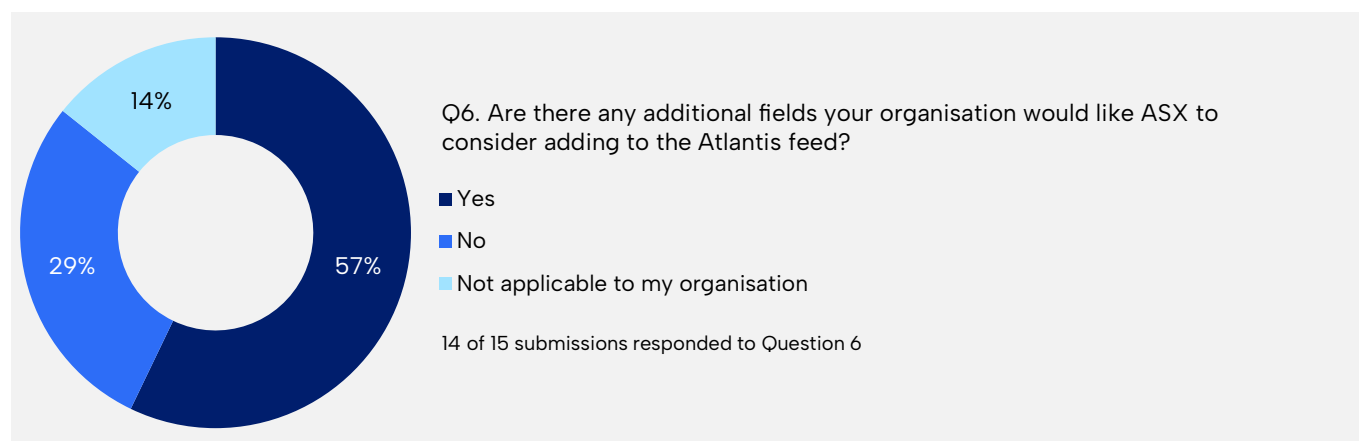 14%
29%
57%
Q6. Are there any additional fields your organisation would like ASX to
consider adding to the Atlantis feed?
Yes
No
Not applicable to my organisation
14 of 15 submissions responded to Question 6